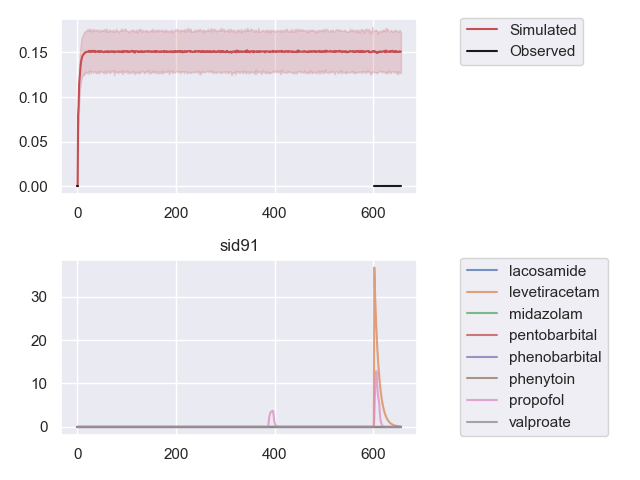 0.15
0.10
0.05
0.00
0 200 400 600
Simulated
Observed
sid91
30
20
10
0
0 200 400 600
lacosamide
levetiracetam
midazolam
pentobarbital
phenobarbital
phenytoin
propofol
valproate